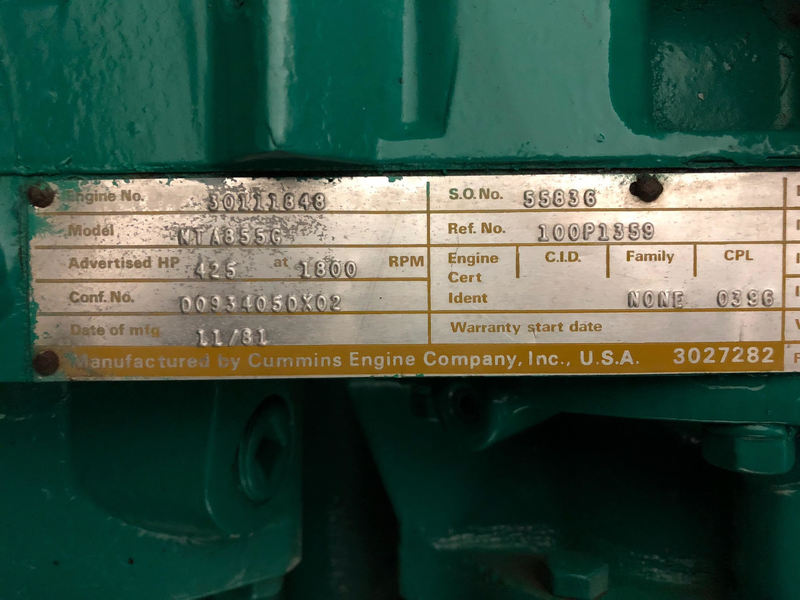 Engine No. 30111848 S.O. No. 55836
Model NTA855G Ref. No. 100P1359
Advertised HP 425 at 1800 RPM Engine Cert Ident C.I.D. Family CPL
Conf. No. D0934050X02 NONE 0396
Date of mfg 11/81 Warranty start date
Manufactured by Cummins Engine Company, Inc., U.S.A. 3027282